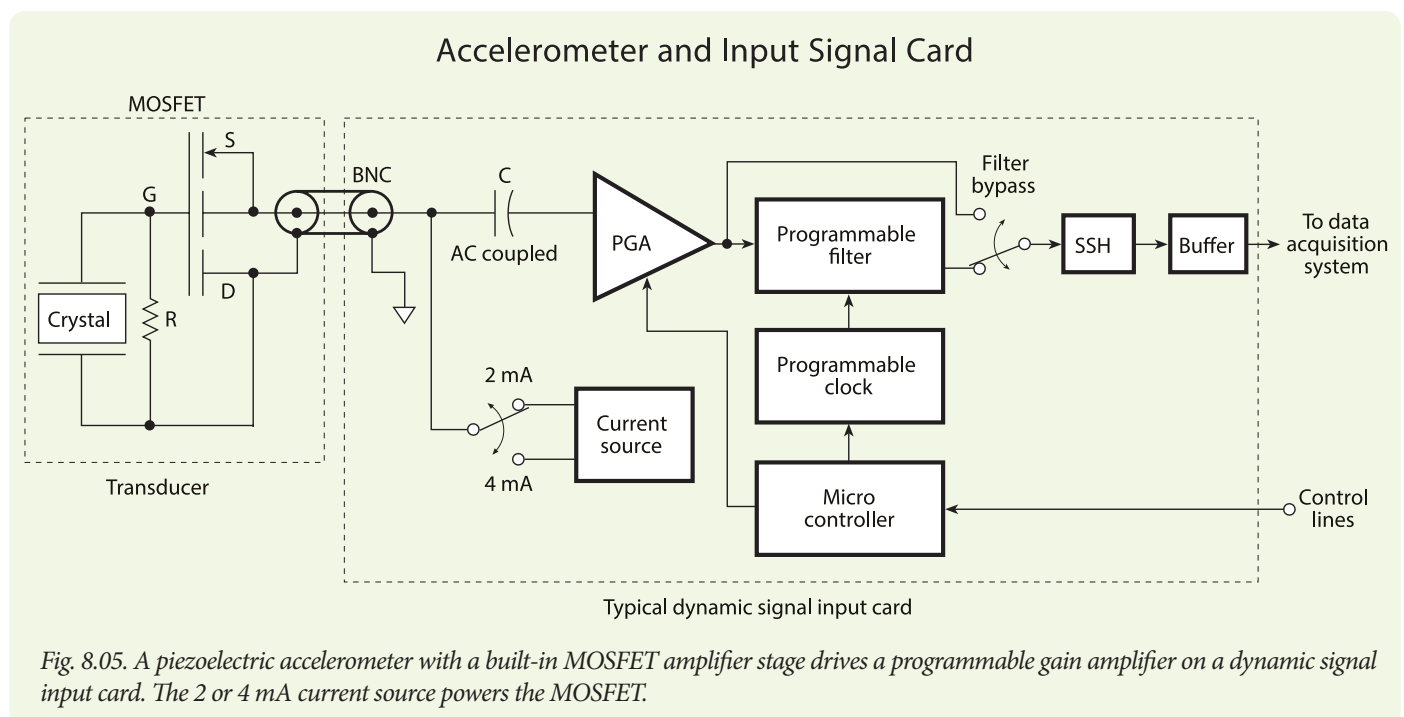 Accelerometer and Input Signal Card
MOSFET
S
G
D
Crystal
R
Transducer
BNC
C
AC coupled
PGA
Programmable
filter
Filter
bypass
SSH
Buffer
To data
acquisition
system
Programmable
clock
2 mA
Current
source
4 mA
Micro
controller
Control
lines
Typical dynamic signal input card
Fig. 8.05. A piezoelectric accelerometer with a built-in MOSFET amplifier stage drives a programmable gain amplifier on a dynamic signal
input card. The 2 or 4 mA current source powers the MOSFET.